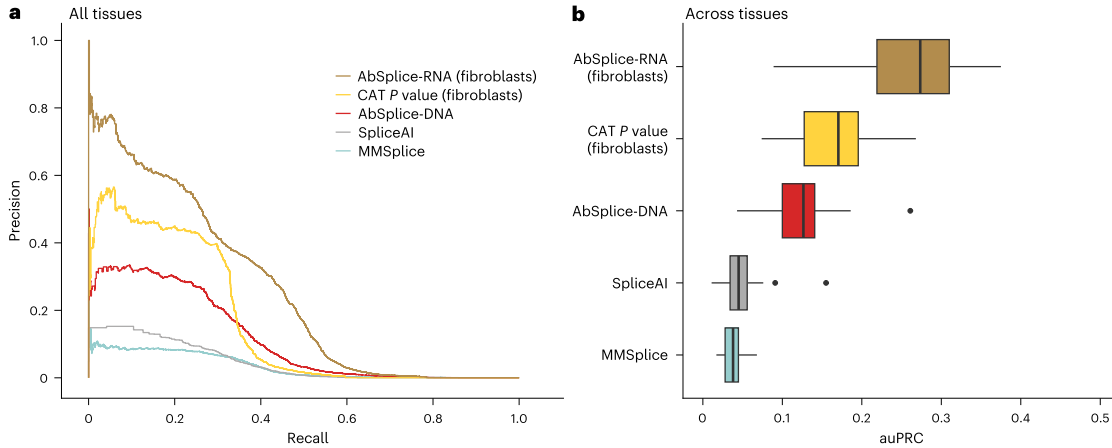 a
All tissues
Precision
1.0
0.8
0.6
0.4
0.2
0
0
0.2
0.4
0.6
0.8
1.0
Recall
AbSplice-RNA (fibroblasts)
CAT P value (fibroblasts)
AbSplice-DNA
SpliceAI
MMSplice
b
Across tissues
AbSplice-RNA
(fibroblasts)
CAT P value
(fibroblasts)
AbSplice-DNA
SpliceAI
MMSplice
0
0.1
0.2
0.3
0.4
0.5
auPRC